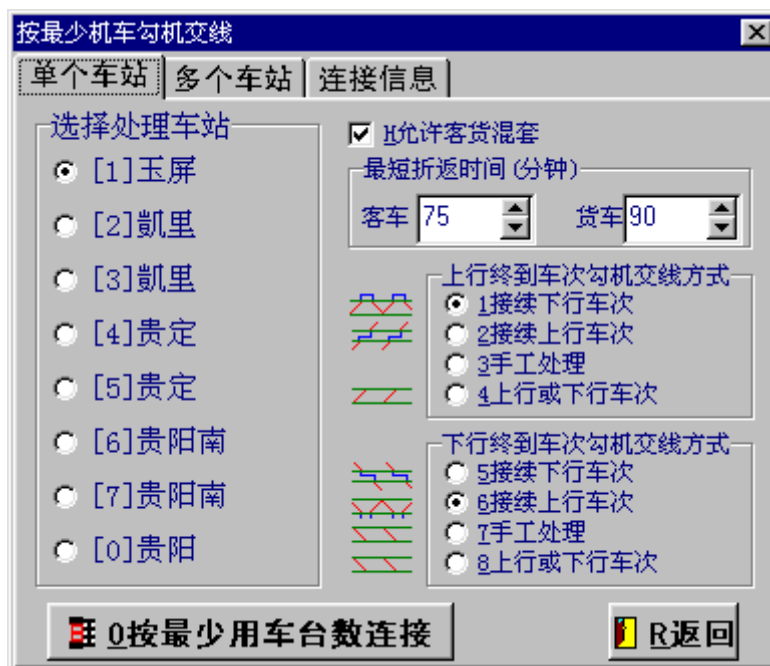 按最少机车勾机交线
单个车站 多个车站 连接信息
选择处理车站
[1]玉屏
[2]凱里
[3]凱里
[4]贵定
[5]贵定
[6]贵阳南
[7]贵阳南
[0]贵阳
H允许客货混套
最短折返时间(分钟)
客车 75 货车 90
上行终到车次勾机交线方式
1接续下行车次
2接续上行车次
3手工处理
4上行或下行车次
下行终到车次勾机交线方式
5接续下行车次
6接续上行车次
7手工处理
8上行或下行车次
O按最少用车台数连接 R返回